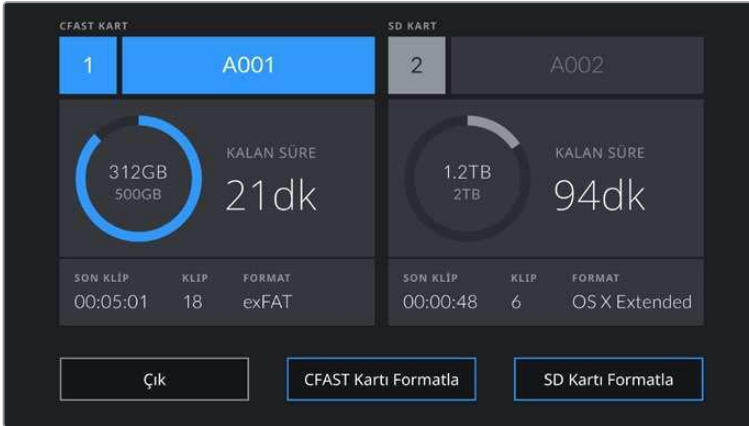 CFAST KART
1 A001
312GB
500GB
KALAN SÜRE
21dk
SON KLİP KLIP FORMAT
00:05:01 18 exFAT
SD KART
2 A002
1.2TB
2TB
KALAN SÜRE
94dk
SON KLİP KLIP FORMAT
00:00:48 6 OS X Extended
Çık CFAST Kartı Formatla SD Kartı Formatla